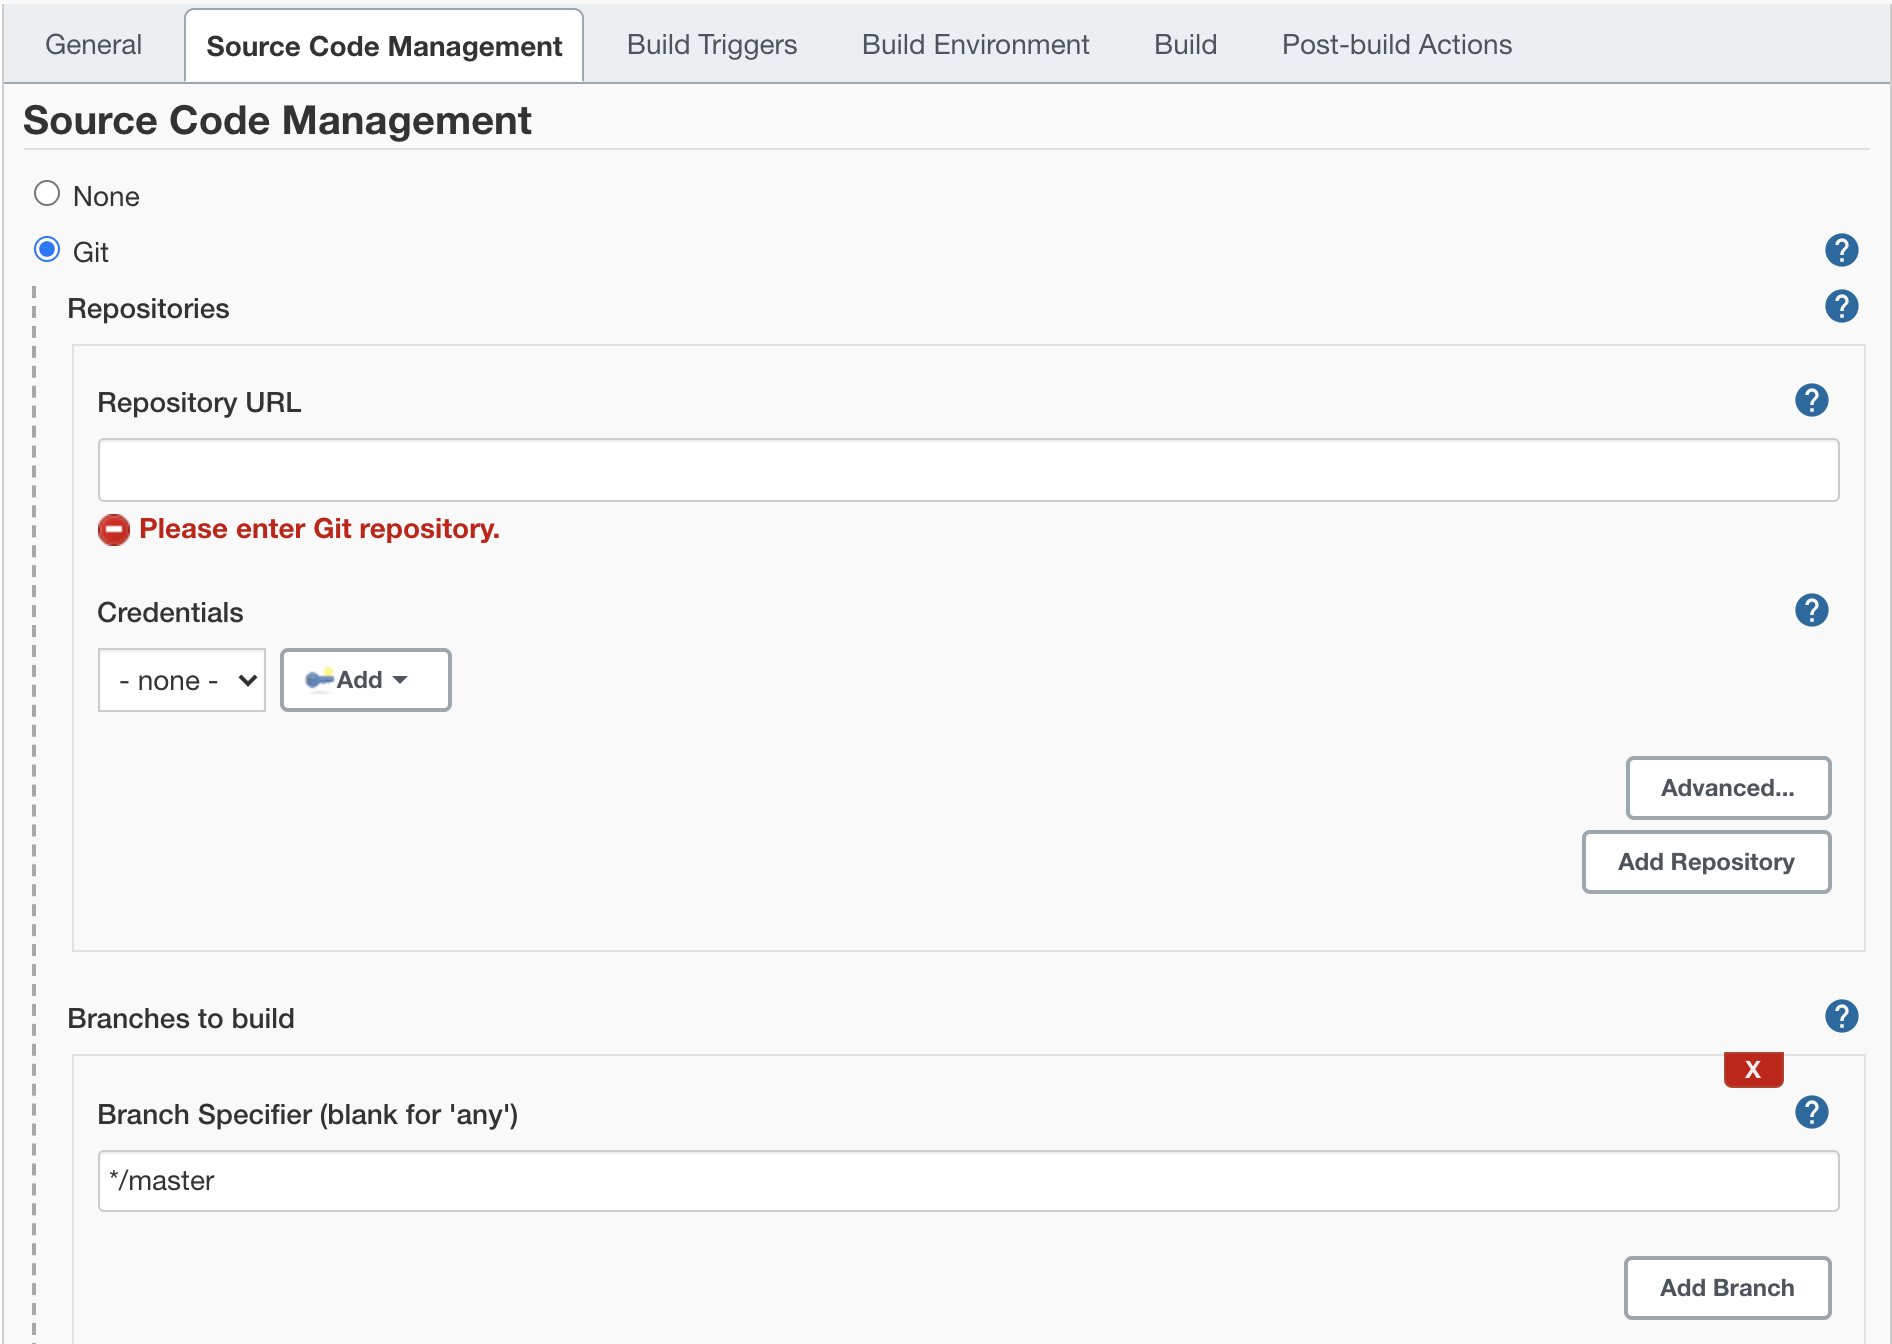 General Source Code Management Build Triggers Build Environment Build Post-build Actions
Source Code Management
None
Git ?
Repositories ?
Repository URL ?
Please enter Git repository.
Credentials ?
- none - Add
Advanced...
Add Repository
Branches to build ?
X
Branch Specifier (blank for 'any') ?
*/master
Add Branch